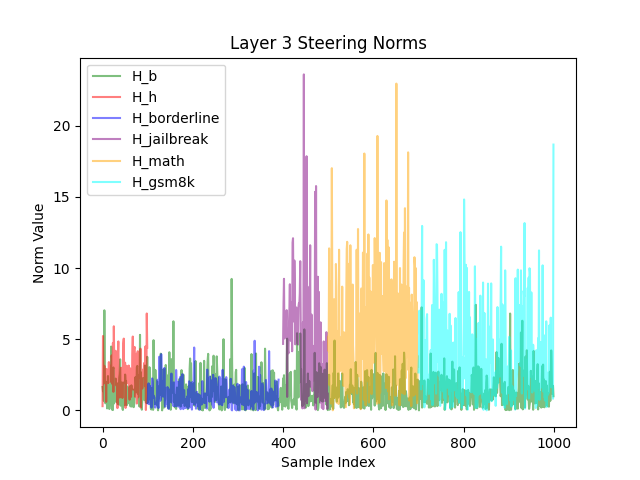 Layer 3 Steering Norms
H_b
H_h
H_borderline
H_jailbreak
H_math
H_gsm8k
Norm Value
20
15
10
5
0
0
200
400
600
800
1000
Sample Index